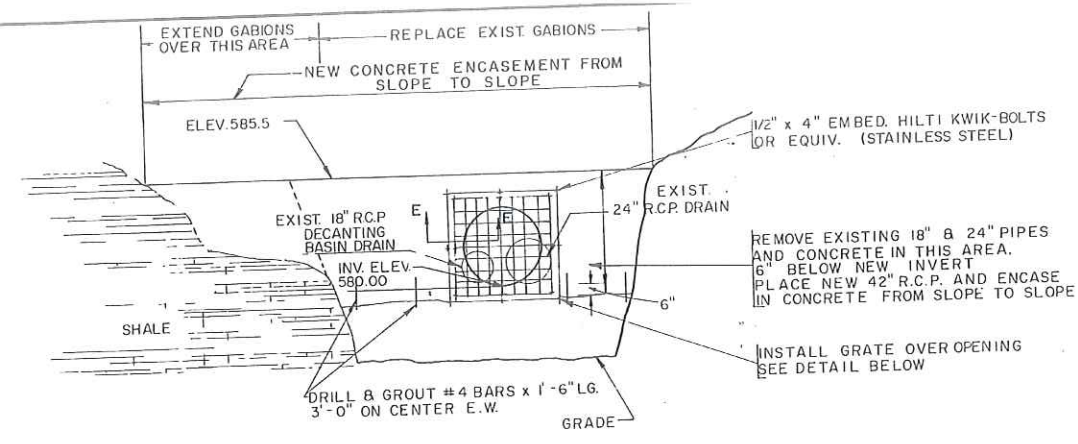 EXTEND GABIONS
OVER THIS AREA
REPLACE EXIST. GABIONS
NEW CONCRETE ENCASEMENT FROM
SLOPE TO SLOPE
ELEV. 585.5
1/2" x 4" EMBED. HILTI KWIK-BOLTS
OR EQUIV. (STAINLESS STEEL)
EXIST.
24" R.C.P. DRAIN
E
E
EXIST. 18" R.C.P
DECANTING
BASIN DRAIN
INV. ELEV.
580.00
REMOVE EXISTING 18" & 24" PIPES
AND CONCRETE IN THIS AREA.
6" BELOW NEW INVERT
PLACE NEW 42" R.C.P. AND ENCASE
IN CONCRETE FROM SLOPE TO SLOPE
6"
SHALE
INSTALL GRATE OVER OPENING
SEE DETAIL BELOW
DRILL & GROUT #4 BARS x 1'-6" LG.
3'-0" ON CENTER E.W.
GRADE